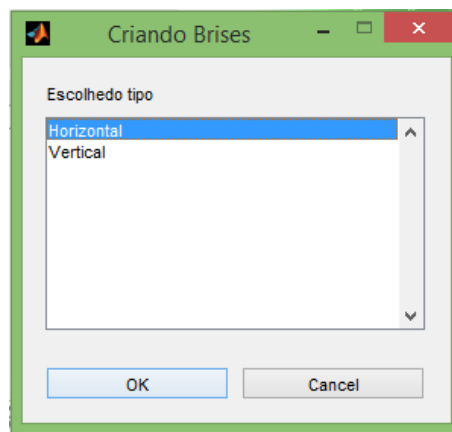 Criando Brises
Escolhedo tipo
Horizontal
Vertical
OK Cancel